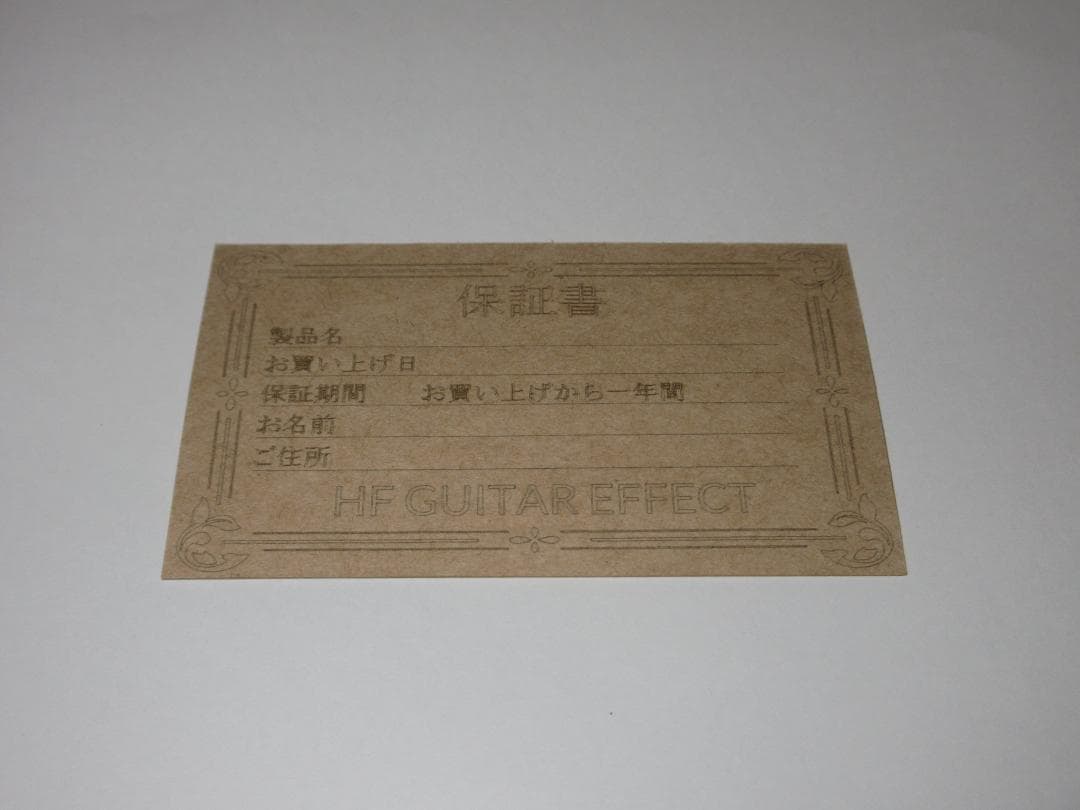 保証書
製品名
お買い上げ日
保証期間 お買い上げから一年間
お名前
ご住所
HF GUITAR EFFECT